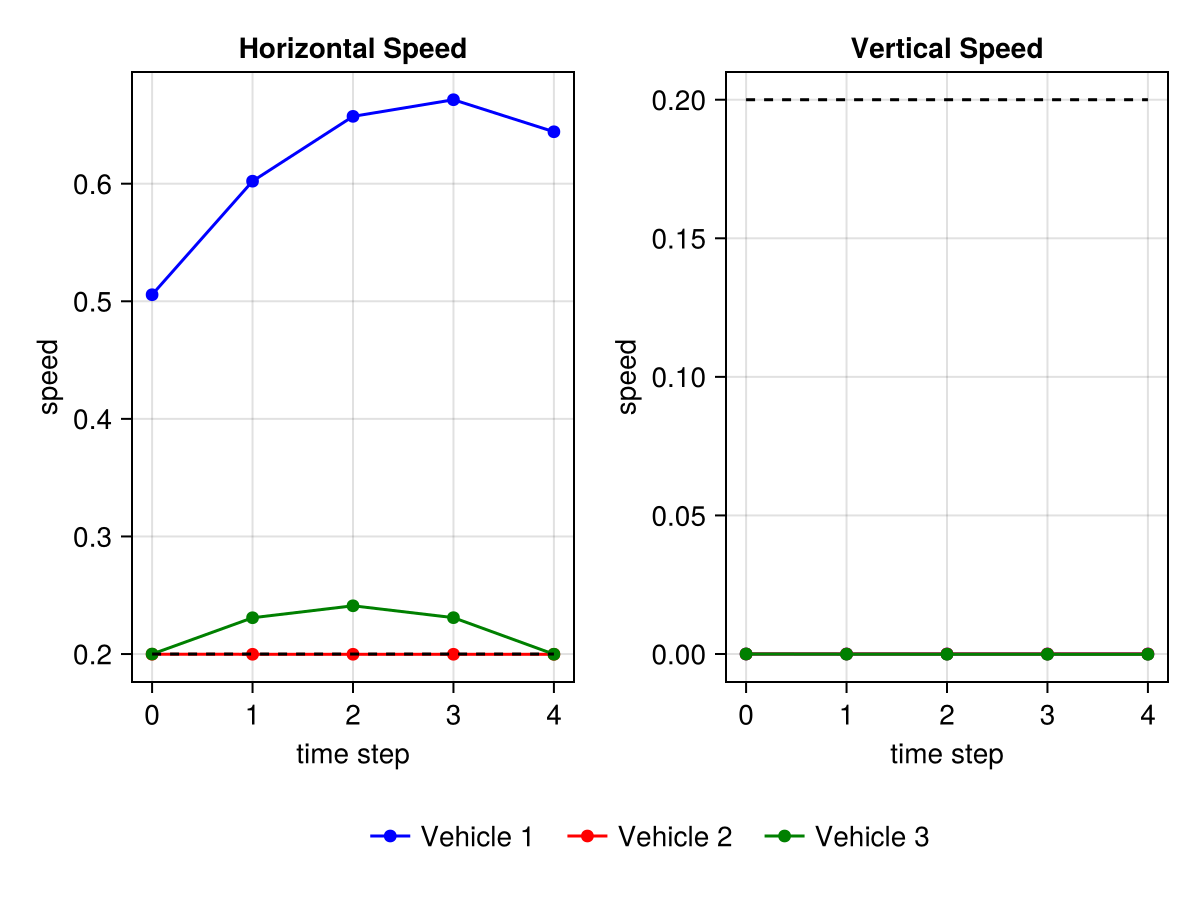 Horizontal Speed
0.6
0.5
0.4
0.3
0.2
speed
0 1 2 3 4
time step
Vertical Speed
0.20
0.15
0.10
0.05
0.00
speed
0 1 2 3 4
time step
Vehicle 1 Vehicle 2 Vehicle 3